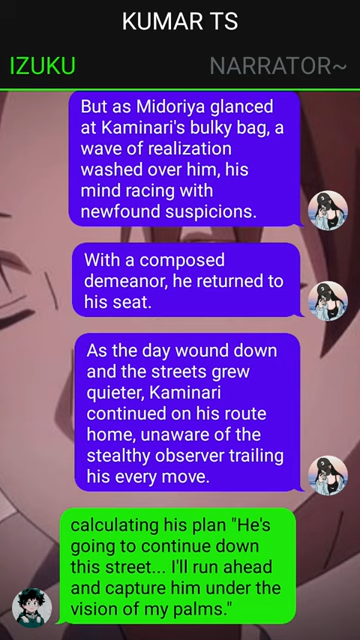 KUMAR TS
IZUKU NARRATOR~
But as Midoriya glanced
at Kaminari's bulky bag, a
wave of realization
washed over him, his
mind racing with
newfound suspicions.
With a composed
demeanor, he returned to
his seat.
As the day wound down
and the streets grew
quieter, Kaminari
continued on his route
home, unaware of the
stealthy observer trailing
his every move.
calculating his plan "He's
going to continue down
this street... I'll run ahead
and capture him under the
vision of my palms."